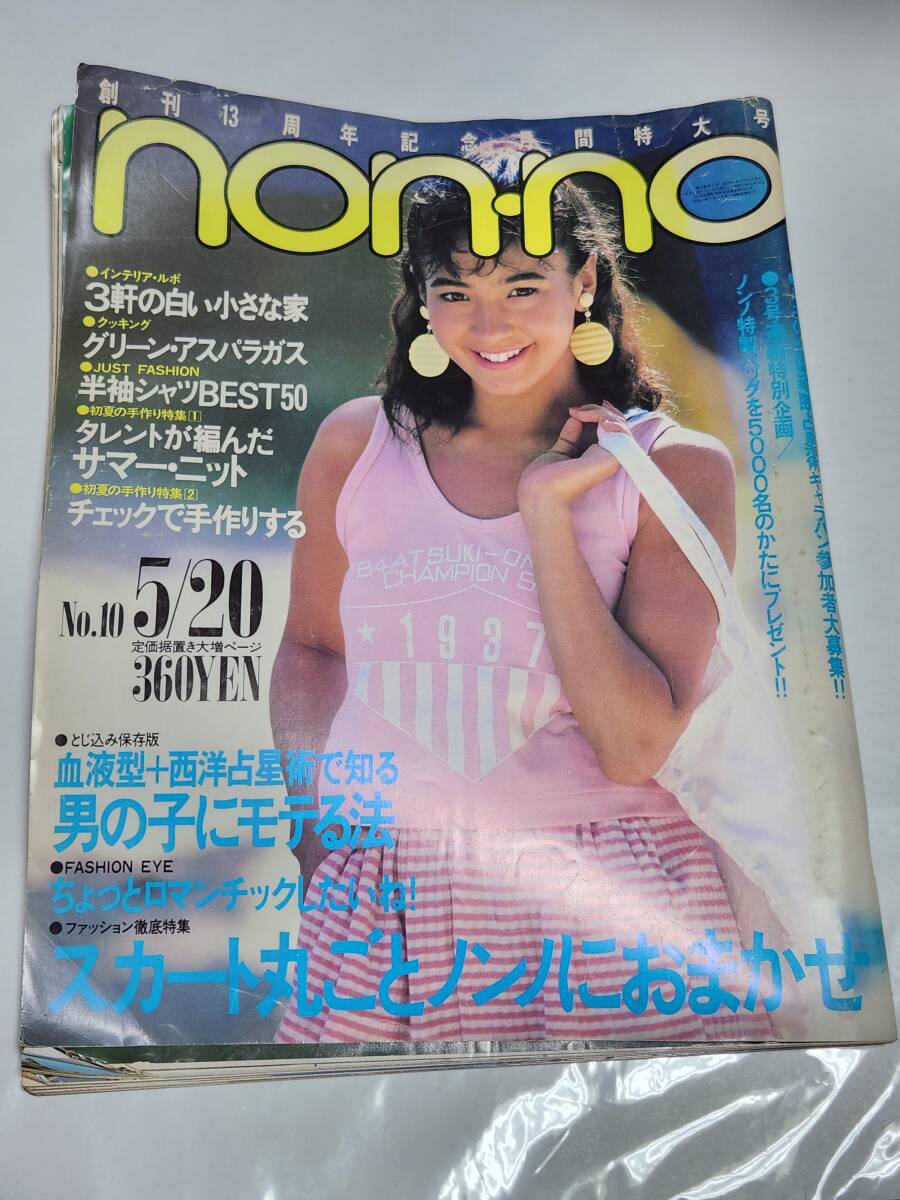 創刊13周年記念 間特大号
non·no
●インテリア・ルポ
3軒の白い小さな家
●クッキング
グリーン・アスパラガス
●JUST FASHION
半袖シャツBEST50
●初夏の手作り特集[1]
タレントが編んだ
サマー・ニット
●初夏の手作り特集[2]
チェックで手作りする
No.10 5/20
定価据置き大増ページ
360YEN
参加者大募集!!
特別企画/
ノンノ特製 を5000名のかたにプレゼント!!
'84ATSUKI-ON
CHAMPION S
★1937
●とじ込み保存版
血液型+西洋占星術で知る
男の子にモテる法
●FASHION EYE
ちょっとロマンチックしたいね!
●ファッション徹底特集
スカート丸ごとノンノにおまかせ